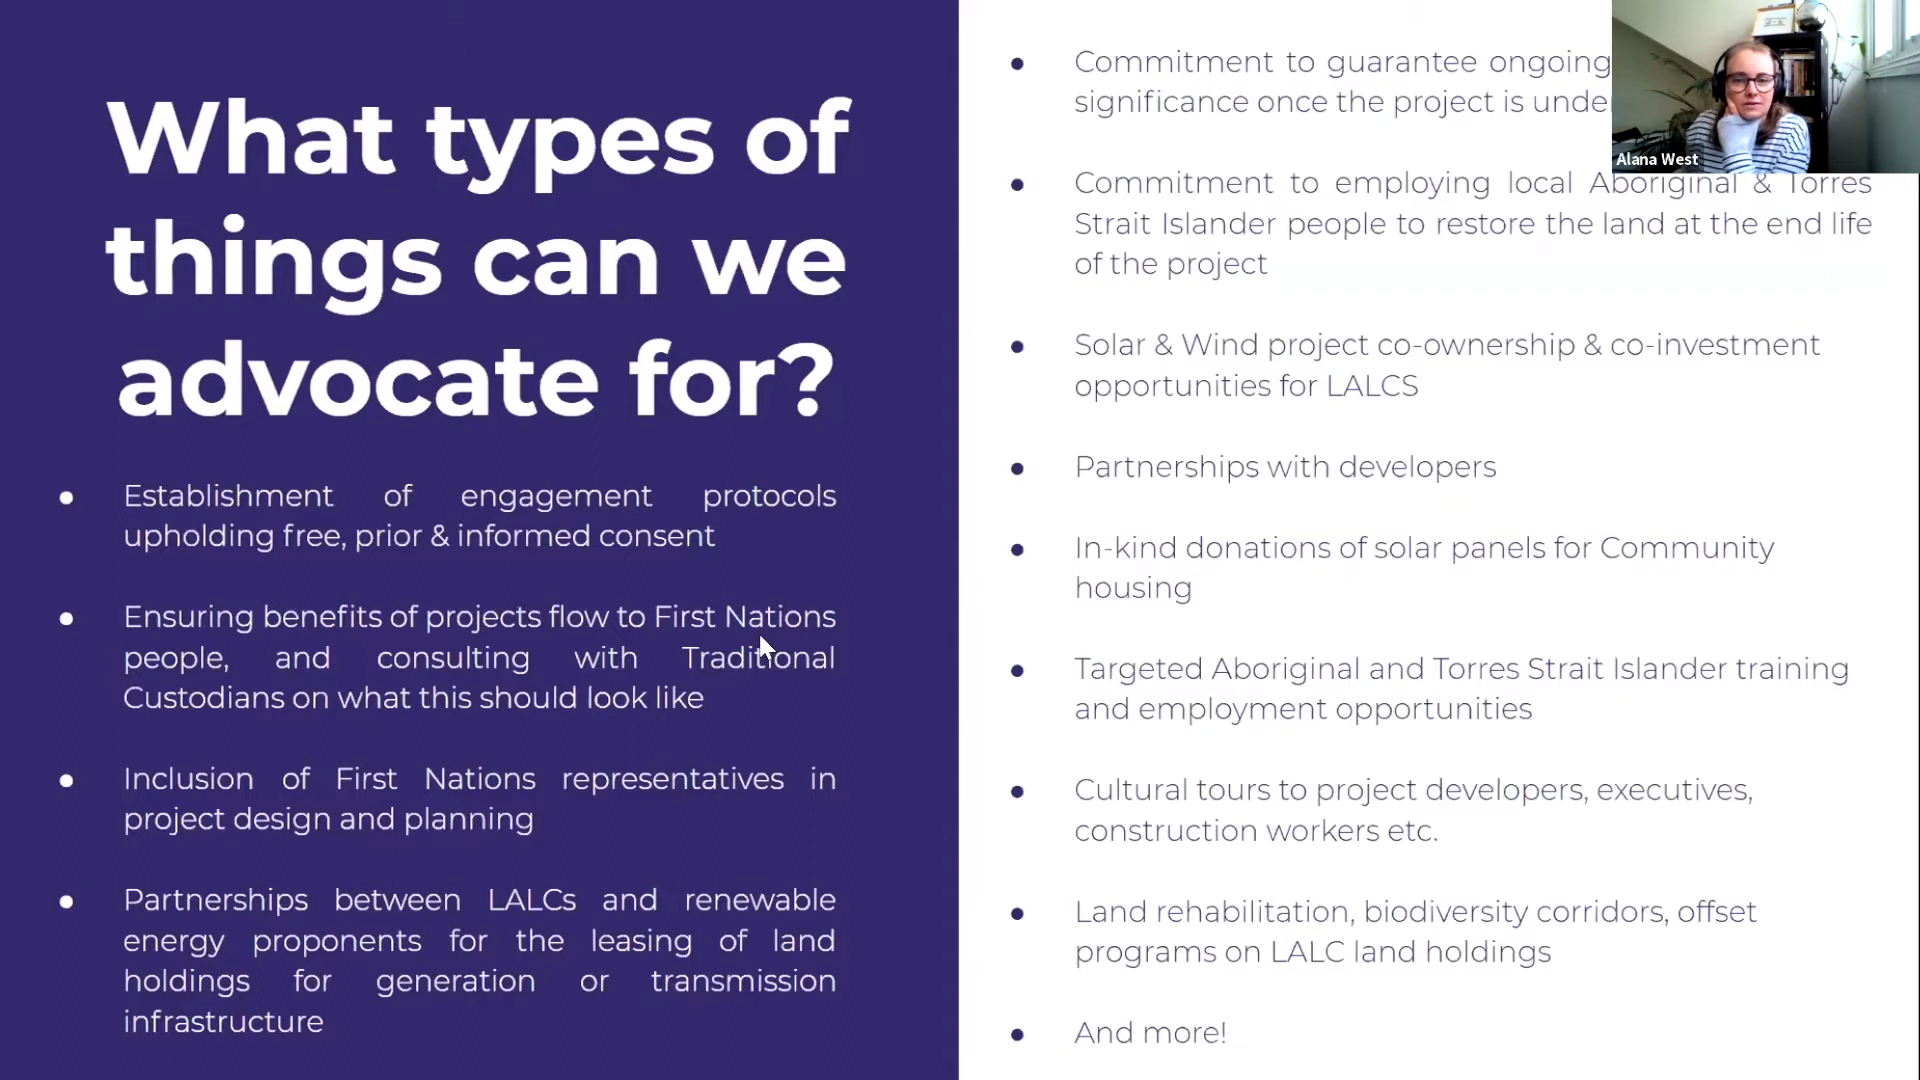 What types of
things can we
advocate for?
● Establishment of engagement protocols
upholding free, prior & informed consent
● Ensuring benefits of projects flow to First Nations
people, and consulting with Traditional
Custodians on what this should look like
● Inclusion of First Nations representatives in
project design and planning
● Partnerships between LALCs and renewable
energy proponents for the leasing of land
holdings for generation or transmission
infrastructure
● Commitment to guarantee ongoing
significance once the project is unde
● Commitment to employing local Aboriginal & Torres
Strait Islander people to restore the land at the end life
of the project
● Solar & Wind project co-ownership & co-investment
opportunities for LALCS
● Partnerships with developers
● In-kind donations of solar panels for Community
housing
● Targeted Aboriginal and Torres Strait Islander training
and employment opportunities
● Cultural tours to project developers, executives,
construction workers etc.
● Land rehabilitation, biodiversity corridors, offset
programs on LALC land holdings
● And more!
Alana West